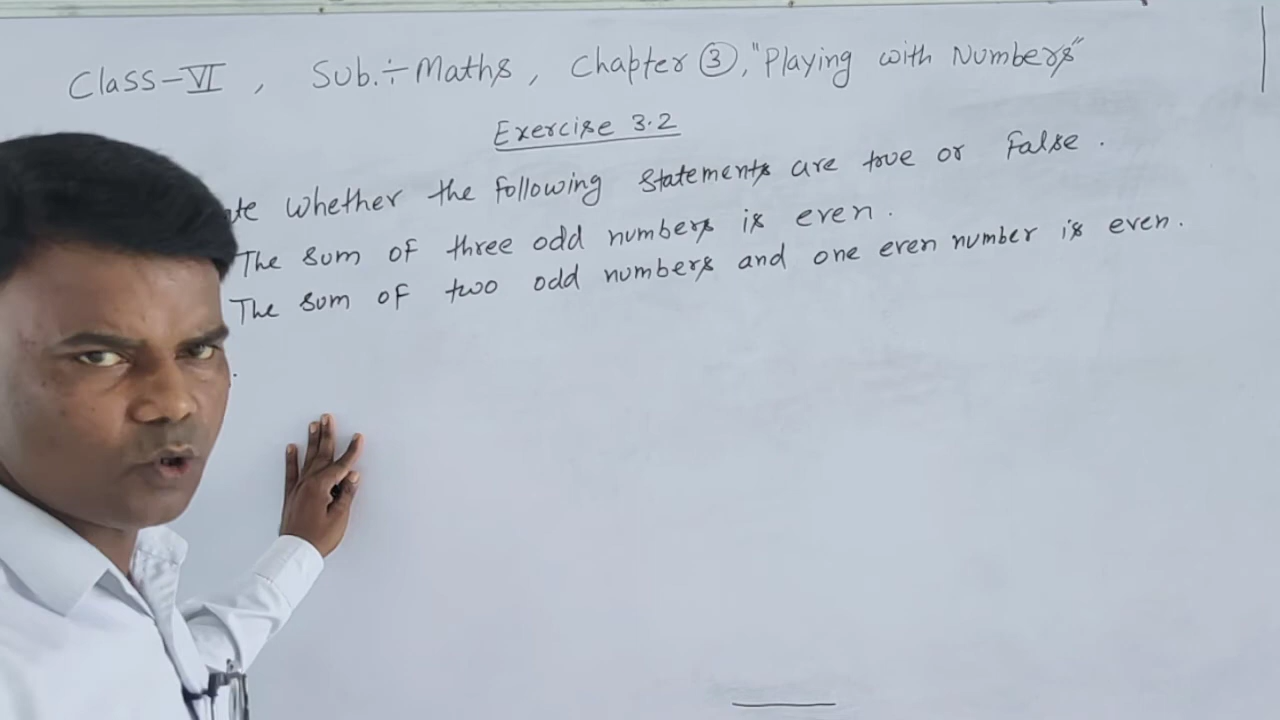 Class-VI, Sub.÷Maths, Chapter ③, "Playing with Numbers"
Exercise 3.2
whether the following statements are true or False.
The sum of three odd numbers is even.
The sum of two odd numbers and one even number is even.